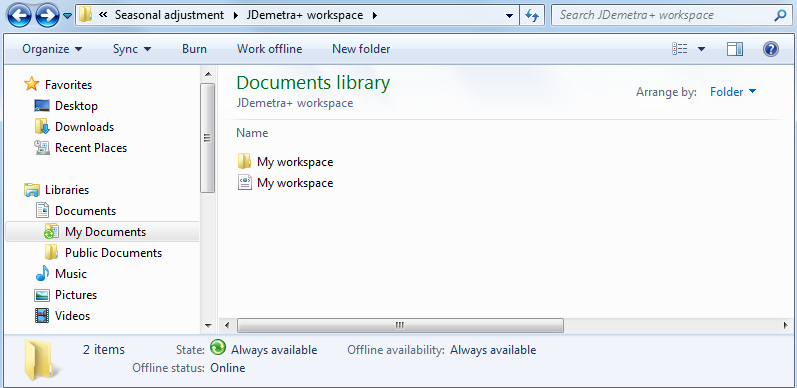 « Seasonal adjustment JDemetra+ workspace Search JDemetra+ workspace
Organize Sync Burn Work offline New folder
Favorites
Desktop
Downloads
Recent Places
Libraries
Documents
My Documents
Public Documents
Music
Pictures
Videos
Documents library
JDemetra+ workspace
Arrange by: Folder
Name
My workspace
My workspace
2 items State: Always available Offline availability: Always available
Offline status: Online